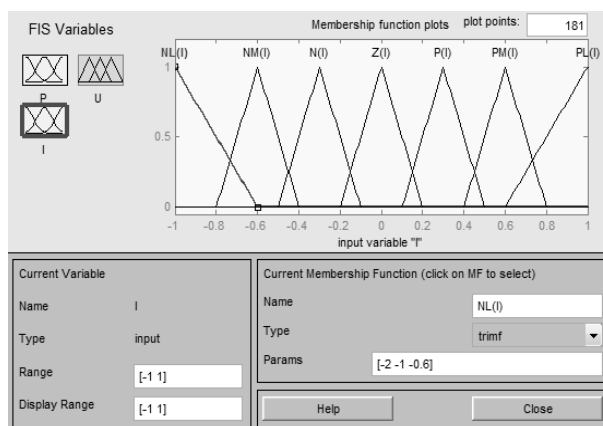 FIS Variables
Membership function plots
plot points:
181
NL(I)
NM(I)
N(I)
Z(I)
P(I)
PM(I)
PL(I)
P
U
I
1
0.5
0
-1
-0.8
-0.6
-0.4
-0.2
0
0.2
0.4
0.6
0.8
1
input variable "I"
Current Variable
Name
I
Type
input
Range
[-1 1]
Display Range
[-1 1]
Current Membership Function (click on MF to select)
Name
NL(I)
Type
trimf
Params
[-2 -1 -0.6]
Help
Close